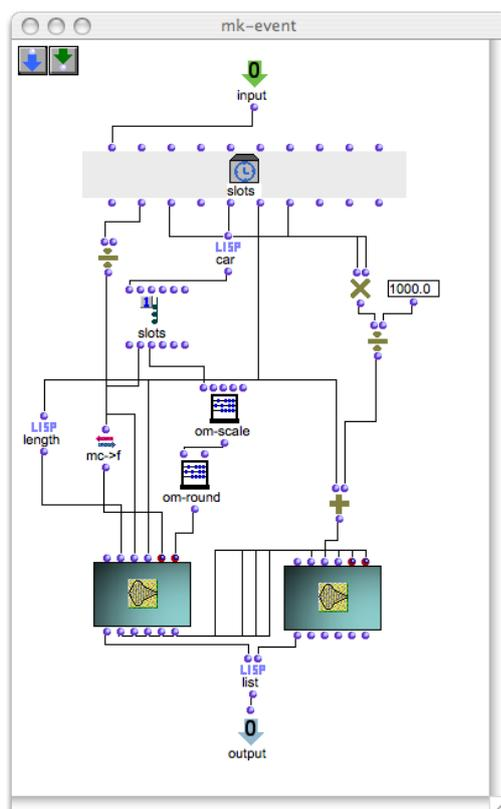 mk-event
0
input
slots
LISP
car
1000.0
1
slots
LISP
length
mc->f
om-scale
om-round
LISP
list
0
output